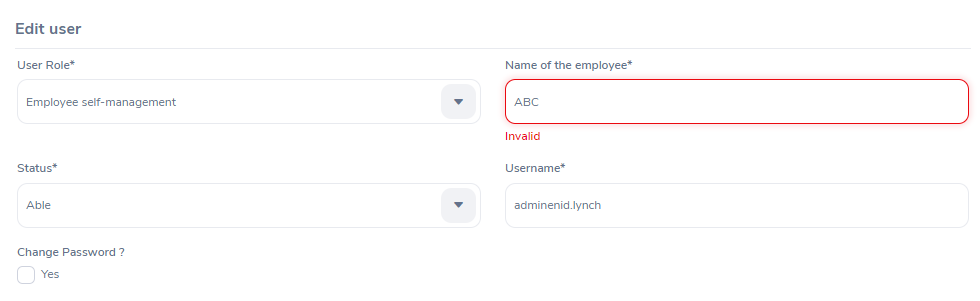 Edit user
User Role*
Name of the employee*
Employee self-management
ABC
Invalid
Status*
Username*
Able
adminenid.lynch
Change Password ?
Yes